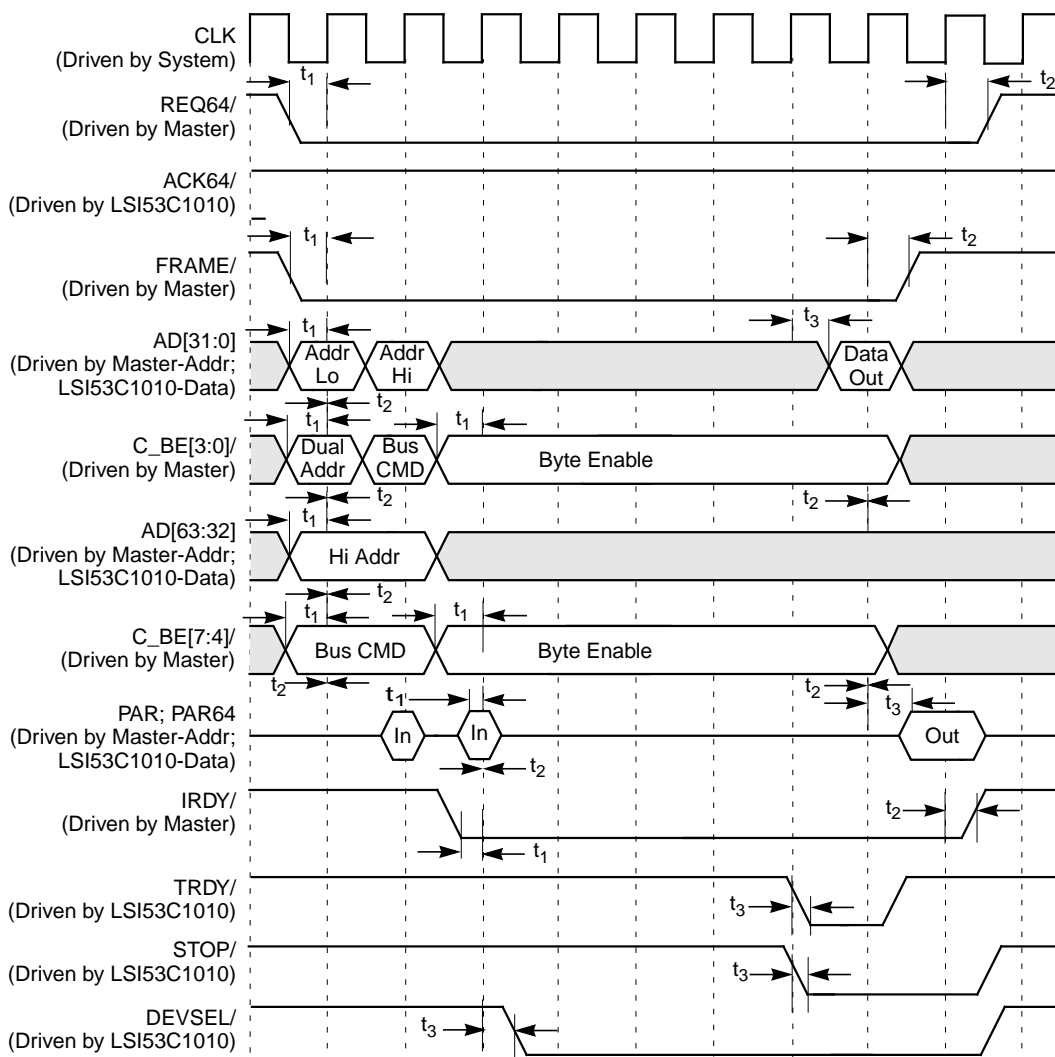 CLK
(Driven by System)
t1
t2
REQ64/
(Driven by Master)
ACK64/
(Driven by LSI53C1010)
t1
t2
FRAME/
(Driven by Master)
t3
t1
AD[31:0]
(Driven by Master-Addr;
LSI53C1010-Data)
Addr
Lo
Addr
Hi
Data
Out
t2
t1
t1
C_BE[3:0]/
(Driven by Master)
Dual
Addr
Bus
CMD
Byte Enable
t2
t2
t1
AD[63:32]
(Driven by Master-Addr;
LSI53C1010-Data)
Hi Addr
t2
t1
t1
C_BE[7:4]/
(Driven by Master)
Bus CMD
Byte Enable
t2
t2
t1
t3
PAR; PAR64
(Driven by Master-Addr;
LSI53C1010-Data)
In
In
Out
t2
IRDY/
(Driven by Master)
t2
t1
TRDY/
(Driven by LSI53C1010)
t3
STOP/
(Driven by LSI53C1010)
t3
DEVSEL/
(Driven by LSI53C1010)
t3